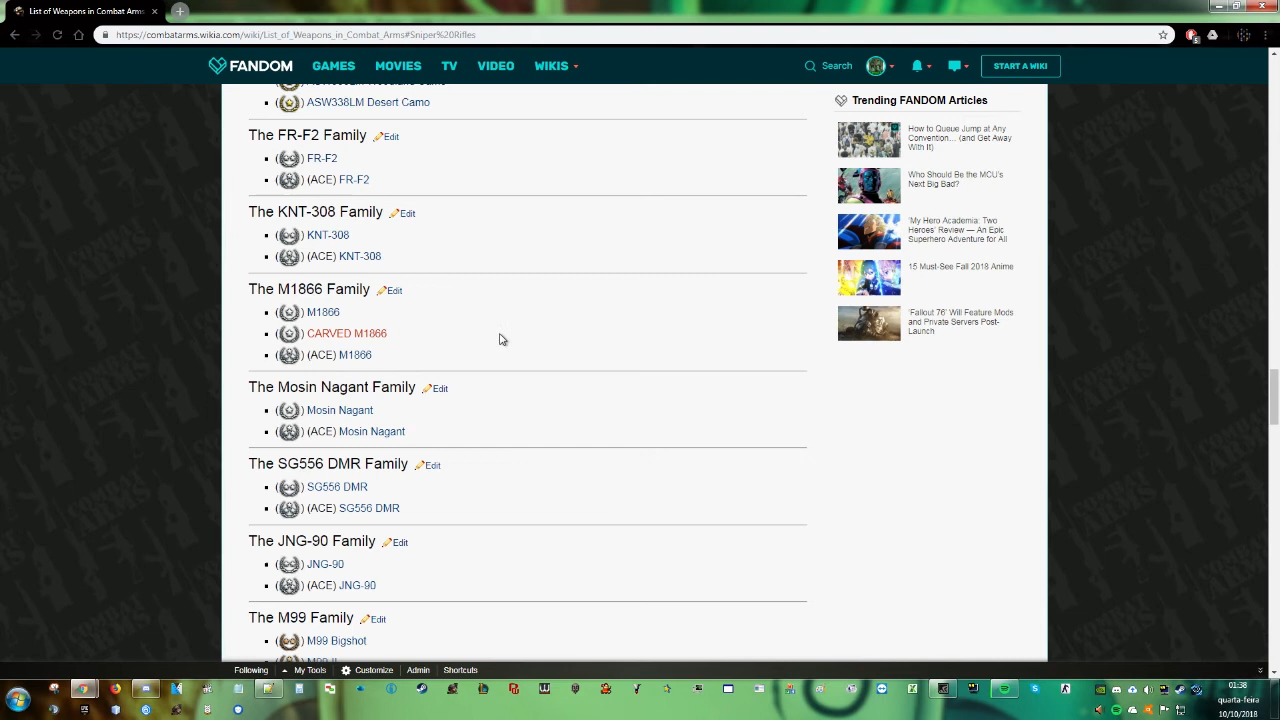 List of Weapons in Combat Arms
https://combatarms.wikia.com/wiki/List_of_Weapons_in_Combat_Arms#Sniper%20Rifles
FANDOM GAMES MOVIES TV VIDEO WIKIS Search START A WIKI
ASW338LM Desert Camo
The FR-F2 Family Edit
FR-F2
(ACE) FR-F2
The KNT-308 Family Edit
KNT-308
(ACE) KNT-308
The M1866 Family Edit
M1866
CARVED M1866
(ACE) M1866
The Mosin Nagant Family Edit
Mosin Nagant
(ACE) Mosin Nagant
The SG556 DMR Family Edit
SG556 DMR
(ACE) SG556 DMR
The JNG-90 Family Edit
JNG-90
(ACE) JNG-90
The M99 Family Edit
M99 Bigshot
Trending FANDOM Articles
How to Queue Jump at Any
Convention... (and Get Away
With It)
Who Should Be the MCU's
Next Big Bad?
'My Hero Academia: Two
Heroes' Review — An Epic
Superhero Adventure for All
15 Must-See Fall 2018 Anime
'Fallout 76' Will Feature Mods
and Private Servers Post-
Launch
Following My Tools Customize Admin Shortcuts
01:38
quarta-feira
10/10/2018